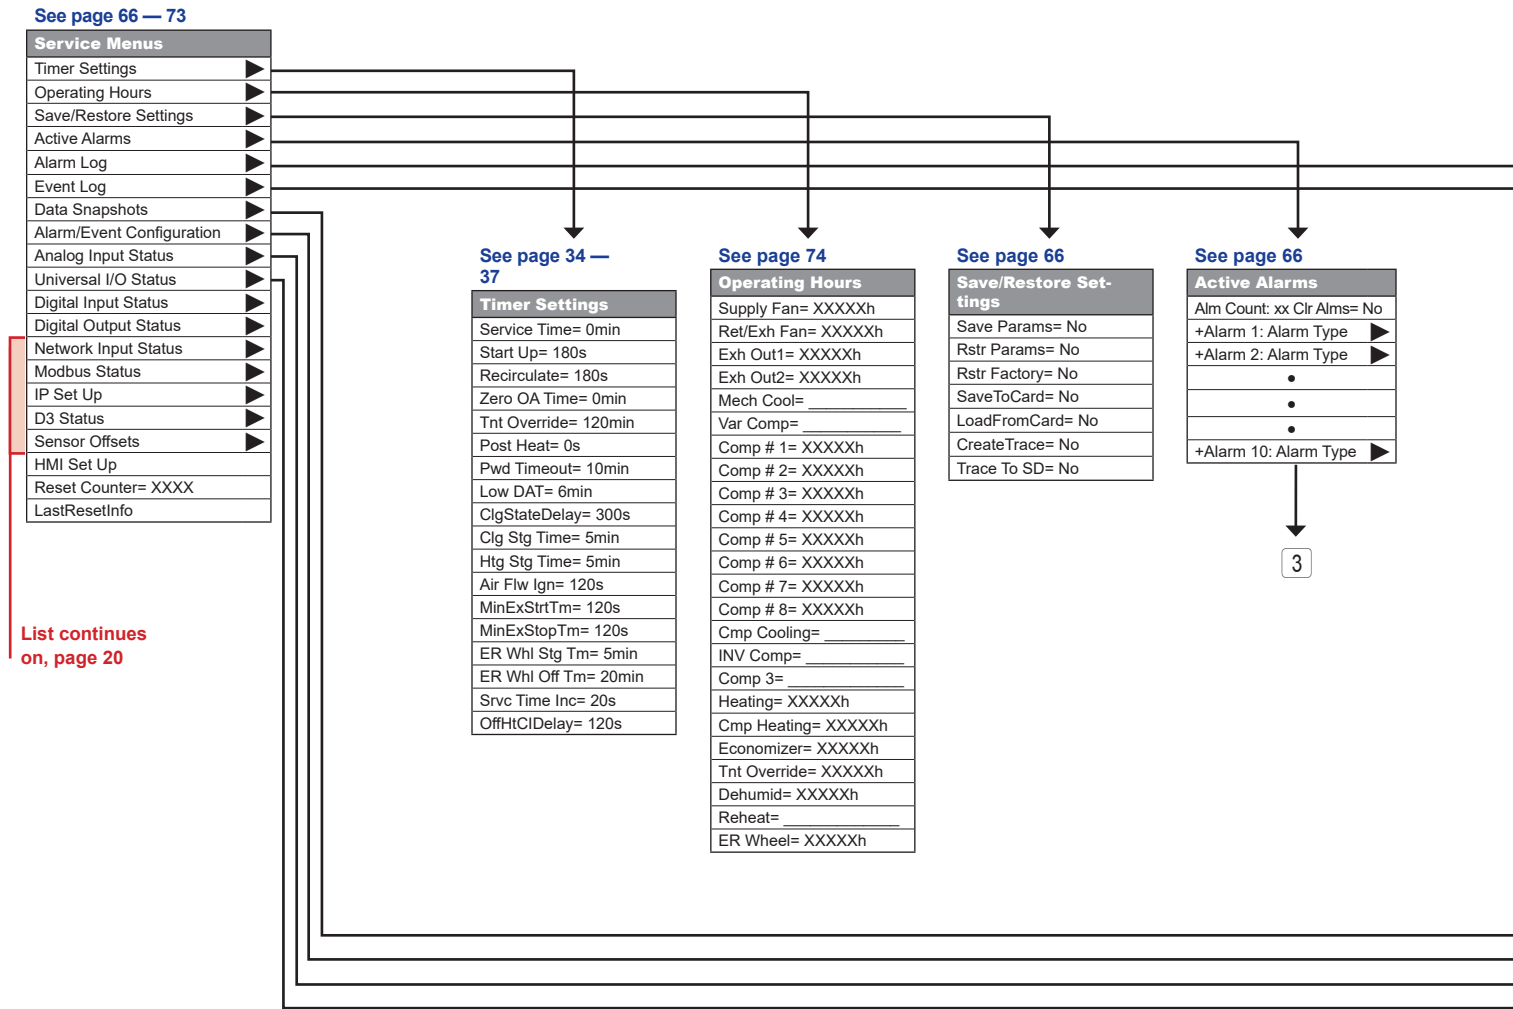 See page 66 — 73
Service Menus
Timer Settings
Operating Hours
Save/Restore Settings
Active Alarms
Alarm Log
Event Log
Data Snapshots
Alarm/Event Configuration
Analog Input Status
Universal I/O Status
Digital Input Status
Digital Output Status
Network Input Status
Modbus Status
IP Set Up
D3 Status
Sensor Offsets
HMI Set Up
Reset Counter= XXXX
LastResetInfo
List continues
on, page 20
See page 34 —
37
Timer Settings
Service Time= 0min
Start Up= 180s
Recirculate= 180s
Zero OA Time= 0min
Tnt Override= 120min
Post Heat= 0s
Pwd Timeout= 10min
Low DAT= 6min
ClgStateDelay= 300s
Clg Stg Time= 5min
Htg Stg Time= 5min
Air Flw Ign= 120s
MinExStrtTm= 120s
MinExStopTm= 120s
ER Whl Stg Tm= 5min
ER Whl Off Tm= 20min
Srvc Time Inc= 20s
OffHtClDelay= 120s
See page 74
Operating Hours
Supply Fan= XXXXXh
Ret/Exh Fan= XXXXXh
Exh Out1= XXXXXh
Exh Out2= XXXXXh
Mech Cool= ____________
Var Comp= ____________
Comp # 1= XXXXXh
Comp # 2= XXXXXh
Comp # 3= XXXXXh
Comp # 4= XXXXXh
Comp # 5= XXXXXh
Comp # 6= XXXXXh
Comp # 7= XXXXXh
Comp # 8= XXXXXh
Cmp Cooling= __________
INV Comp= ____________
Comp 3= ______________
Heating= XXXXXh
Cmp Heating= XXXXXh
Economizer= XXXXXh
Tnt Override= XXXXXh
Dehumid= XXXXXh
Reheat= ______________
ER Wheel= XXXXXh
See page 66
Save/Restore Set-
tings
Save Params= No
Rstr Params= No
Rstr Factory= No
SaveToCard= No
LoadFromCard= No
CreateTrace= No
Trace To SD= No
See page 66
Active Alarms
Alm Count: xx Clr Alms= No
+Alarm 1: Alarm Type
+Alarm 2: Alarm Type
•
•
•
+Alarm 10: Alarm Type
3